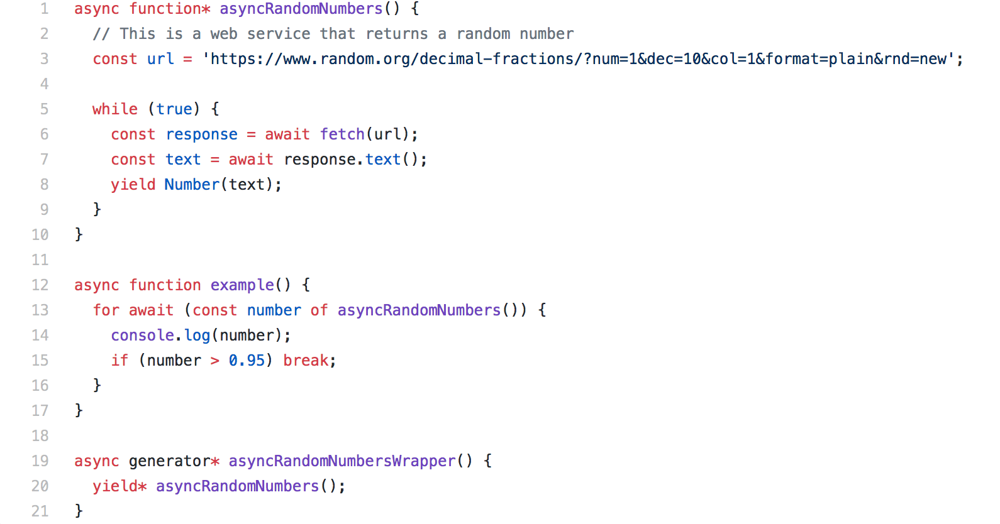 1 async function* asyncRandomNumbers() {
2 // This is a web service that returns a random number
3 const url = 'https://www.random.org/decimal-fractions/?num=1&dec=10&col=1&format=plain&rnd=new';
4
5 while (true) {
6 const response = await fetch(url);
7 const text = await response.text();
8 yield Number(text);
9 }
10 }
11
12 async function example() {
13 for await (const number of asyncRandomNumbers()) {
14 console.log(number);
15 if (number > 0.95) break;
16 }
17 }
18
19 async generator* asyncRandomNumbersWrapper() {
20 yield* asyncRandomNumbers();
21 }